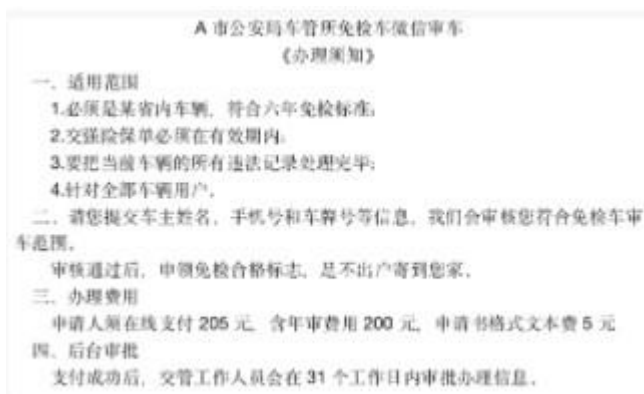 A 市公安局车管所免检车微信审车
《办理须知》
一、适用范围
1.必须是某省内车辆，符合六年免检标准；
2.交强险保单必须在有效期内；
3.要把当前车辆的所有违法记录处理完毕；
4.针对全部车辆用户。
二、请您提交车主姓名、手机号和车牌号等信息，我们会审核您符合免检车审
车范围。
审核通过后，申领免检合格标志，足不出户寄到您家。
三、办理费用
申请人须在线支付 205 元，含年审费用 200 元，申请书格式文本费 5 元
四、后台审批
支付成功后，交管工作人员会在 31 个工作日内审批办理信息。